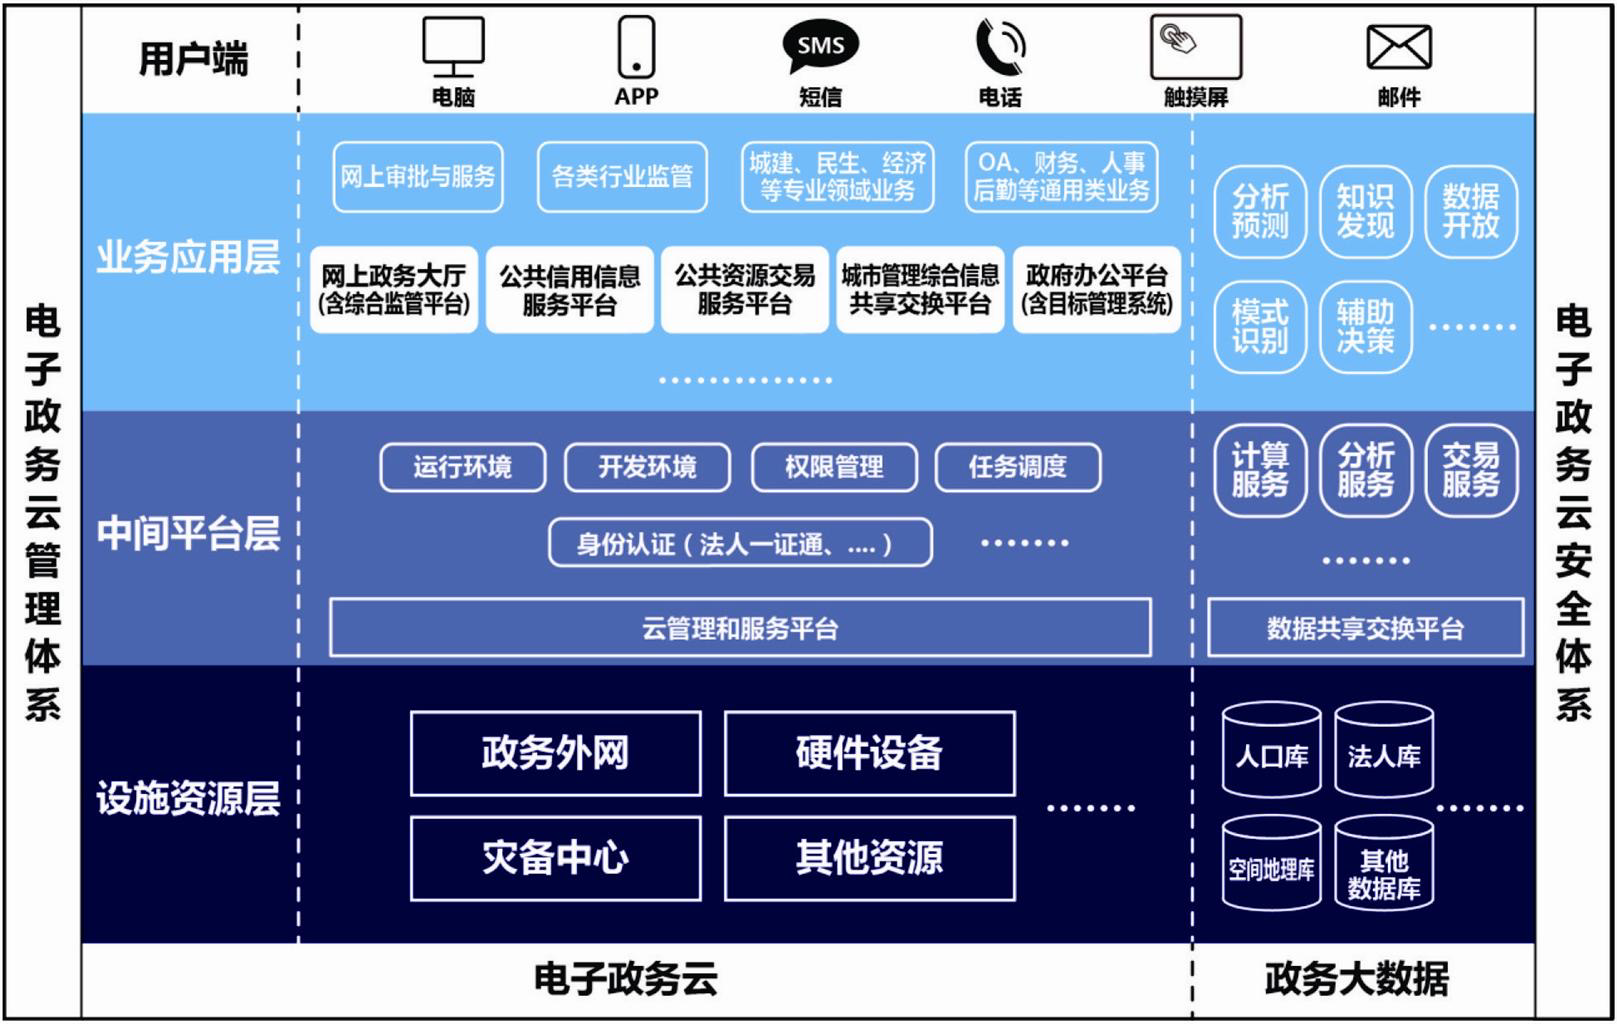 用户端
电脑
APP
SMS
短信
电话
触摸屏
邮件
电子政务云管理体系
业务应用层
网上审批与服务
各类行业监管
城建、民生、经济
等专业领域业务
OA、财务、人事
后勤等通用类业务
网上政务大厅
(含综合监管平台)
公共信用信息
服务平台
公共资源交易
服务平台
城市管理综合信息
共享交换平台
政府办公平台
(含目标管理系统)
..............
分析
预测
知识
发现
数据
开放
模式
识别
辅助
决策
.......
中间平台层
运行环境
开发环境
权限管理
任务调度
身份认证（法人一证通、....）
.......
云管理和服务平台
计算
服务
分析
服务
交易
服务
.......
数据共享交换平台
设施资源层
政务外网
硬件设备
灾备中心
其他资源
.......
人口库
法人库
空间地理库
其他
数据库
.......
电子政务云
政务大数据
电子政务云安全体系